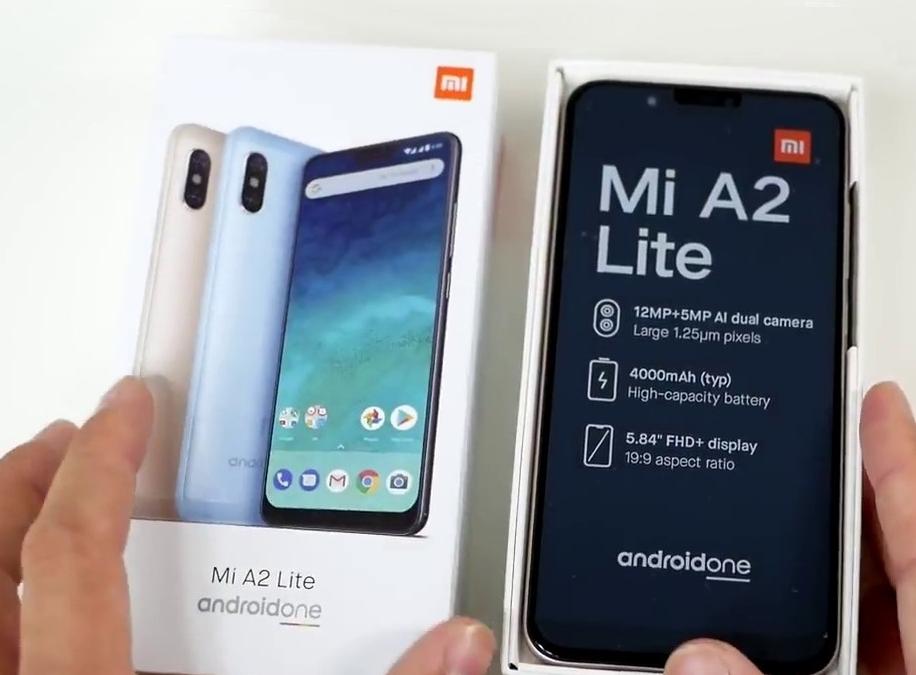 mi
Mi A2 Lite
androidone
mi
Mi A2
Lite
12MP+5MP AI dual camera
Large 1.25μm pixels
4000mAh (typ)
High-capacity battery
5.84" FHD+ display
19:9 aspect ratio
androidone